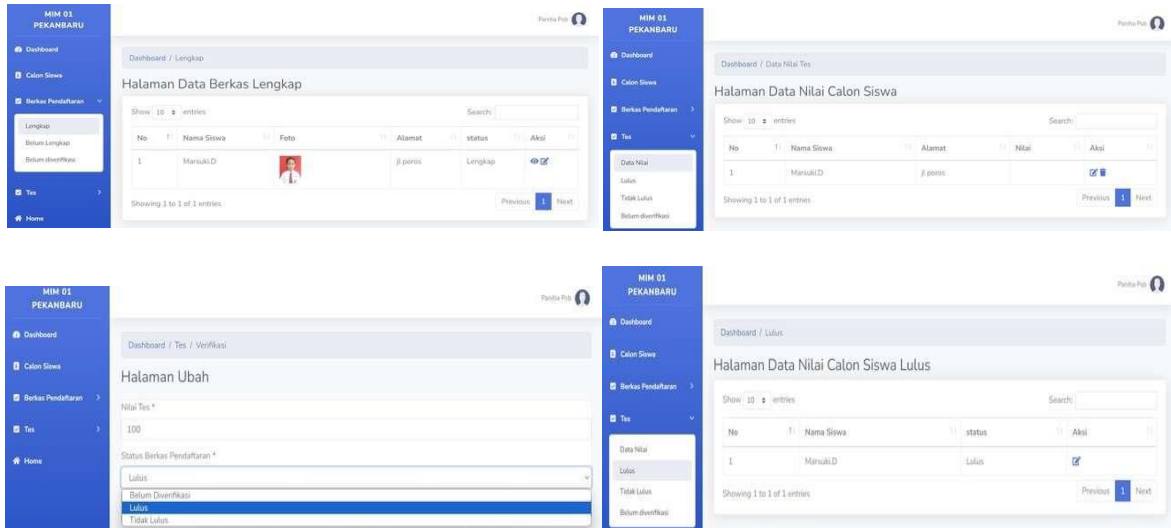 MIM 01
PEKANBARU
Panitia Psb
Dashboard
Calon Siswa
Berkas Pendaftaran
Lengkap
Belum Lengkap
Belum diverifikasi
Tes
Home
Dashboard / Lengkap
Halaman Data Berkas Lengkap
Show 10 entries
Search:
No Nama Siswa Foto Alamat status Aksi
1 Marsuki.D jl.poros Lengkap
Showing 1 to 1 of 1 entries
Previous 1 Next
MIM 01
PEKANBARU
Panitia Psb
Dashboard
Calon Siswa
Berkas Pendaftaran
Tes
Data Nilai
Lulus
Tidak Lulus
Belum diverifikasi
Dashboard / Data Nilai Tes
Halaman Data Nilai Calon Siswa
Show 10 entries
Search:
No Nama Siswa Alamat Nilai Aksi
1 Marsuki.D jl.poros
Showing 1 to 1 of 1 entries
Previous 1 Next
MIM 01
PEKANBARU
Panitia Psb
Dashboard
Calon Siswa
Berkas Pendaftaran
Tes
Home
Dashboard / Tes / Verifikasi
Halaman Ubah
Nilai Tes *
100
Status Berkas Pendaftaran *
Lulus
Belum Diverifikasi
Lulus
Tidak Lulus
MIM 01
PEKANBARU
Panitia Psb
Dashboard
Calon Siswa
Berkas Pendaftaran
Tes
Data Nilai
Lulus
Tidak Lulus
Belum diverifikasi
Dashboard / Lulus
Halaman Data Nilai Calon Siswa Lulus
Show 10 entries
Search:
No Nama Siswa status Aksi
1 Marsuki.D Lulus
Showing 1 to 1 of 1 entries
Previous 1 Next